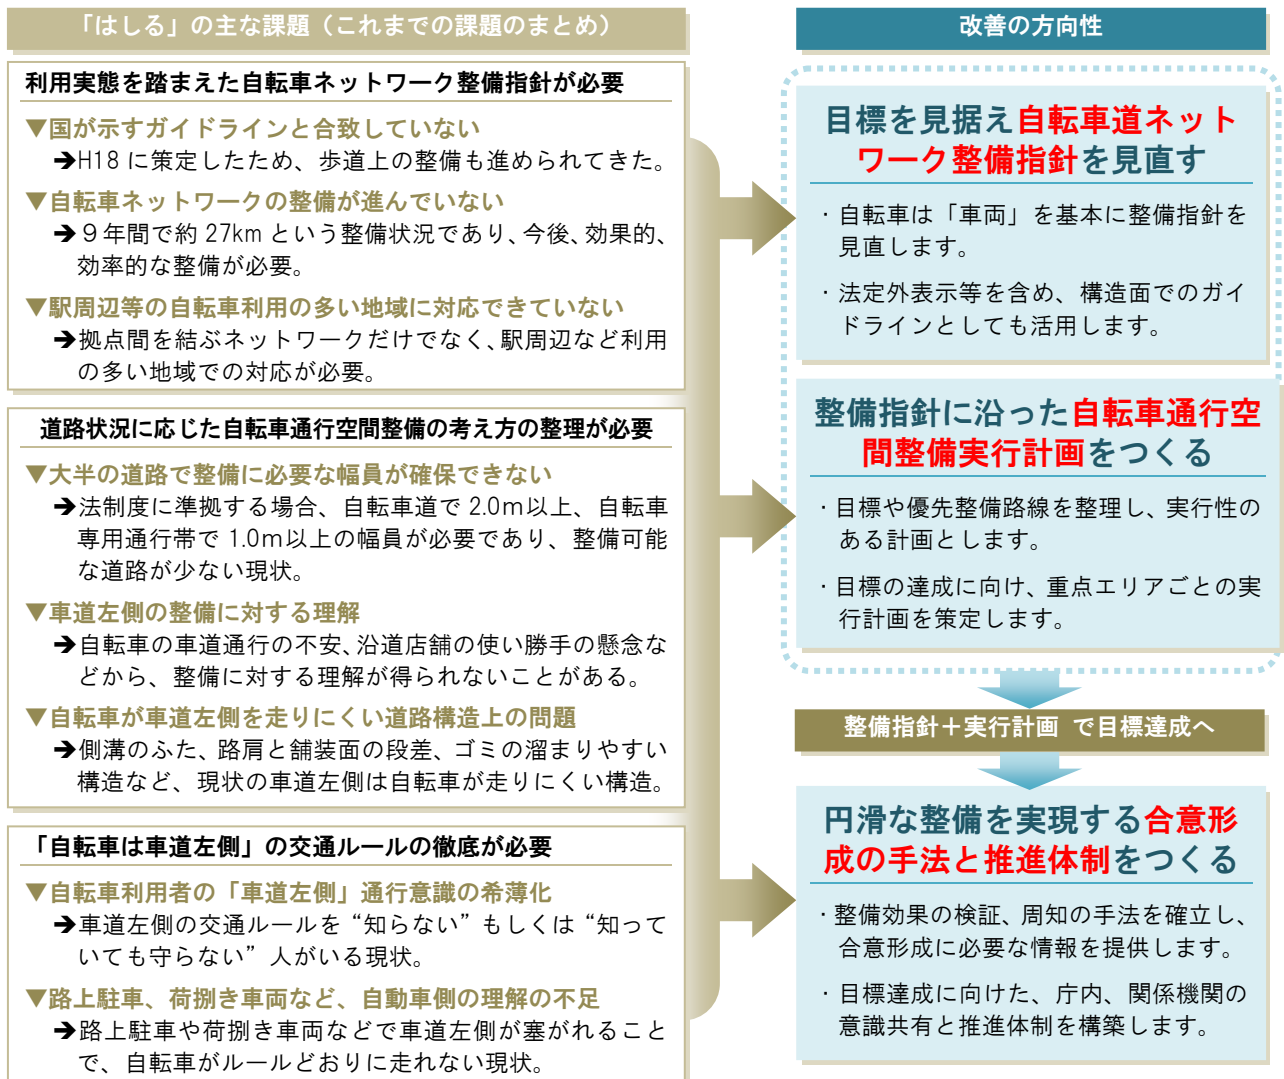 「はしる」の主な課題（これまでの課題のまとめ）
利用実態を踏まえた自転車ネットワーク整備指針が必要
▼国が示すガイドラインと合致していない
➔H18 に策定したため、歩道上の整備も進められてきた。
▼自転車ネットワークの整備が進んでいない
➔９年間で約 27km という整備状況であり、今後、効果的、
効率的な整備が必要。
▼駅周辺等の自転車利用の多い地域に対応できていない
➔拠点間を結ぶネットワークだけでなく、駅周辺など利用
の多い地域での対応が必要。
道路状況に応じた自転車通行空間整備の考え方の整理が必要
▼大半の道路で整備に必要な幅員が確保できない
➔法制度に準拠する場合、自転車道で 2.0ｍ以上、自転車
専用通行帯で 1.0ｍ以上の幅員が必要であり、整備可能
な道路が少ない現状。
▼車道左側の整備に対する理解
➔自転車の車道通行の不安、沿道店舗の使い勝手の懸念な
どから、整備に対する理解が得られないことがある。
▼自転車が車道左側を走りにくい道路構造上の問題
➔側溝のふた、路肩と舗装面の段差、ゴミの溜まりやすい
構造など、現状の車道左側は自転車が走りにくい構造。
「自転車は車道左側」の交通ルールの徹底が必要
▼自転車利用者の「車道左側」通行意識の希薄化
➔車道左側の交通ルールを“知らない”もしくは“知って
いても守らない”人がいる現状。
▼路上駐車、荷捌き車両など、自動車側の理解の不足
➔路上駐車や荷捌き車両などで車道左側が塞がれること
で、自転車がルールどおりに走れない現状。
改善の方向性
目標を見据え自転車道ネット
ワーク整備指針を見直す
・自転車は「車両」を基本に整備指針を
見直します。
・法定外表示等を含め、構造面でのガイ
ドラインとしても活用します。
整備指針に沿った自転車通行空
間整備実行計画をつくる
・目標や優先整備路線を整理し、実行性の
ある計画とします。
・目標の達成に向け、重点エリアごとの実
行計画を策定します。
整備指針＋実行計画 で目標達成へ
円滑な整備を実現する合意形
成の手法と推進体制をつくる
・整備効果の検証、周知の手法を確立し、
合意形成に必要な情報を提供します。
・目標達成に向けた、庁内、関係機関の
意識共有と推進体制を構築します。